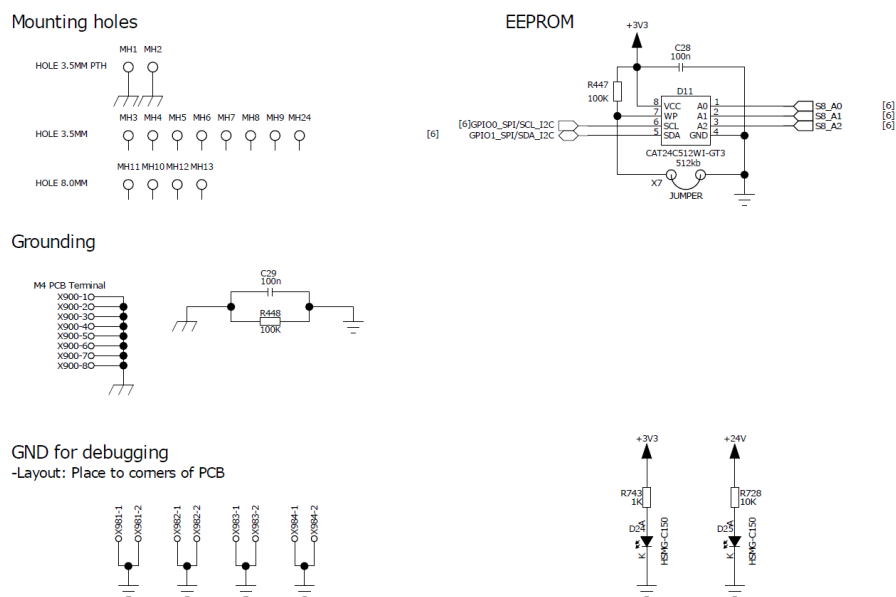 Mounting holes
MH1 MH2
HOLE 3.5MM PTH
MH3 MH4 MH5 MH6 MH7 MH8 MH9 MH24
HOLE 3.5MM
MH11 MH10 MH12 MH13
HOLE 8.0MM
EEPROM
+3V3
C28
100n
R447
100K
D11
8 VCC A0 1
7 WP A1 2
6 SCL A2 3
5 SDA GND 4
S8_A0 [6]
S8_A1 [6]
S8_A2 [6]
[6]GPIO0_SPI/SCL_I2C
[6] GPIO1_SPI/SDA_I2C
CAT24C512WI-GT3
512kb
X7
JUMPER
Grounding
M4 PCB Terminal
X900-1
X900-2
X900-3
X900-4
X900-5
X900-6
X900-7
X900-8
C29
100n
R448
100K
GND for debugging
-Layout: Place to corners of PCB
X981-1
X981-2
X982-1
X982-2
X983-1
X983-2
X984-1
X984-2
+3V3
R743
1K
D24
A
K
HSMG-C150
+24V
R728
10K
D25
A
K
HSMG-C150